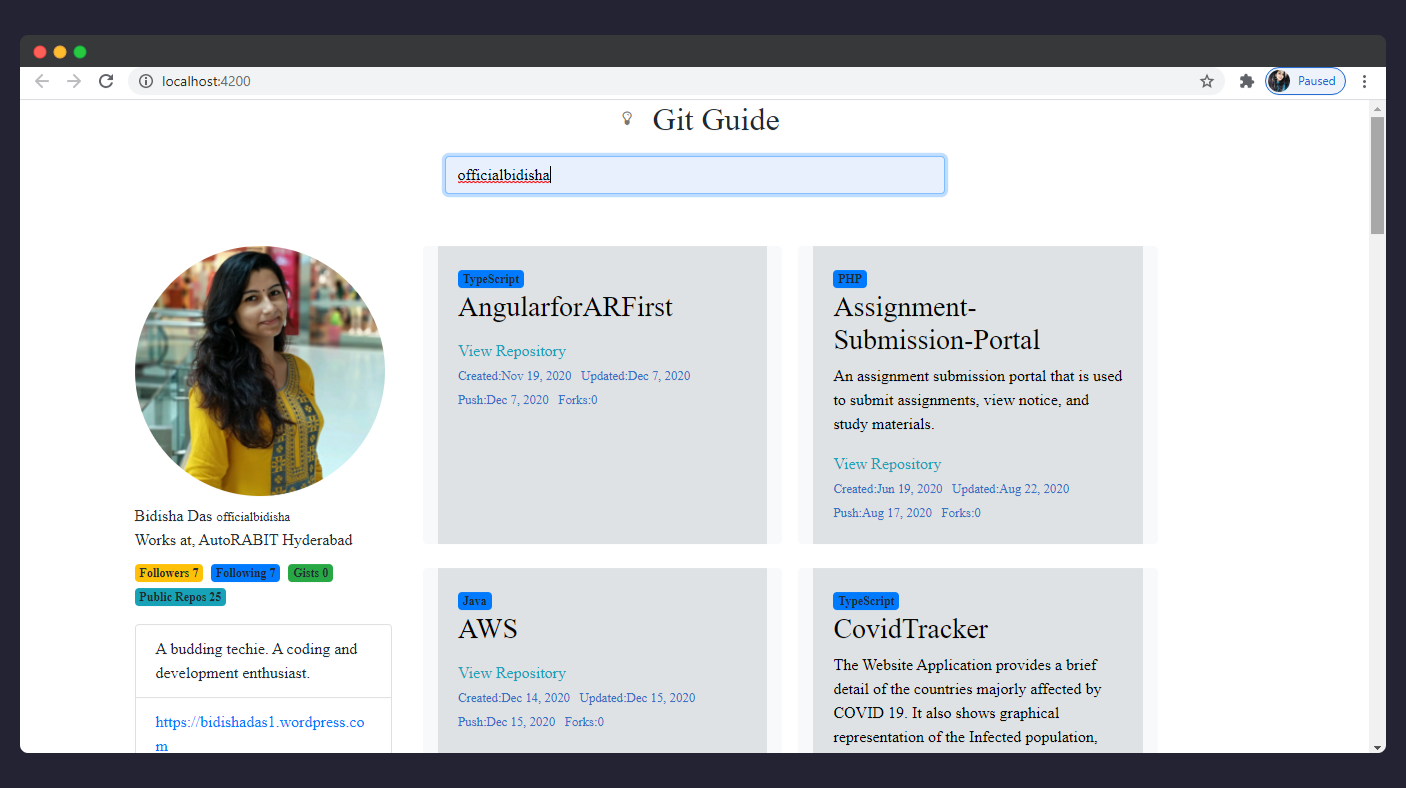 localhost:4200
Paused
Git Guide
officialbidisha
Bidisha Das officialbidisha
Works at, AutoRABIT Hyderabad
Followers 7 Following 7 Gists 0
Public Repos 25
A budding techie. A coding and
development enthusiast.
https://bidishadas1.wordpress.co
m
TypeScript
AngularforARFirst
View Repository
Created:Nov 19, 2020 Updated:Dec 7, 2020
Push:Dec 7, 2020 Forks:0
PHP
Assignment-
Submission-Portal
An assignment submission portal that is used
to submit assignments, view notice, and
study materials.
View Repository
Created:Jun 19, 2020 Updated:Aug 22, 2020
Push:Aug 17, 2020 Forks:0
Java
AWS
View Repository
Created:Dec 14, 2020 Updated:Dec 15, 2020
Push:Dec 15, 2020 Forks:0
TypeScript
CovidTracker
The Website Application provides a brief
detail of the countries majorly affected by
COVID 19. It also shows graphical
representation of the Infected population,